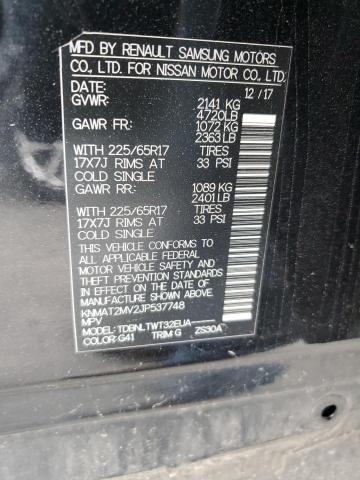 MFD BY RENAULT SAMSUNG MOTORS
CO., LTD. FOR NISSAN MOTOR CO., LTD.
DATE: 12/17
GVWR: 2141 KG
4720LB
GAWR FR: 1072 KG
2363LB
WITH 225/65R17 TIRES
17X7J RIMS AT 33 PSI
COLD SINGLE
GAWR RR: 1089 KG
2401LB
WITH 225/65R17 TIRES
17X7J RIMS AT 33 PSI
COLD SINGLE
THIS VEHICLE CONFORMS TO
ALL APPLICABLE FEDERAL
MOTOR VEHICLE SAFETY
STANDARDS IN EFFECT ON
THE DATE OF MANUFACTURE
SHOWN ABOVE.
KNMAT2MV2JP537748
MPV
MODEL: TDBNLTWT32EUA
COLOR: G41 TRIM: G ZS30A